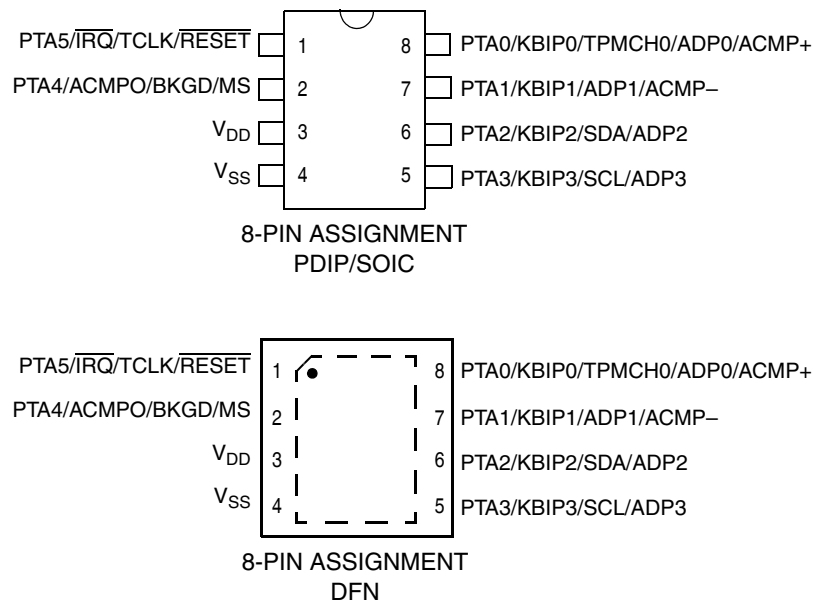 PTA5/IRQ/TCLK/RESET 1 8 PTA0/KBIP0/TPMCH0/ADP0/ACMP+
PTA4/ACMPO/BKGD/MS 2 7 PTA1/KBIP1/ADP1/ACMP–
VDD 3 6 PTA2/KBIP2/SDA/ADP2
VSS 4 5 PTA3/KBIP3/SCL/ADP3
8-PIN ASSIGNMENT
PDIP/SOIC
PTA5/IRQ/TCLK/RESET 1 8 PTA0/KBIP0/TPMCH0/ADP0/ACMP+
PTA4/ACMPO/BKGD/MS 2 7 PTA1/KBIP1/ADP1/ACMP–
VDD 3 6 PTA2/KBIP2/SDA/ADP2
VSS 4 5 PTA3/KBIP3/SCL/ADP3
8-PIN ASSIGNMENT
DFN